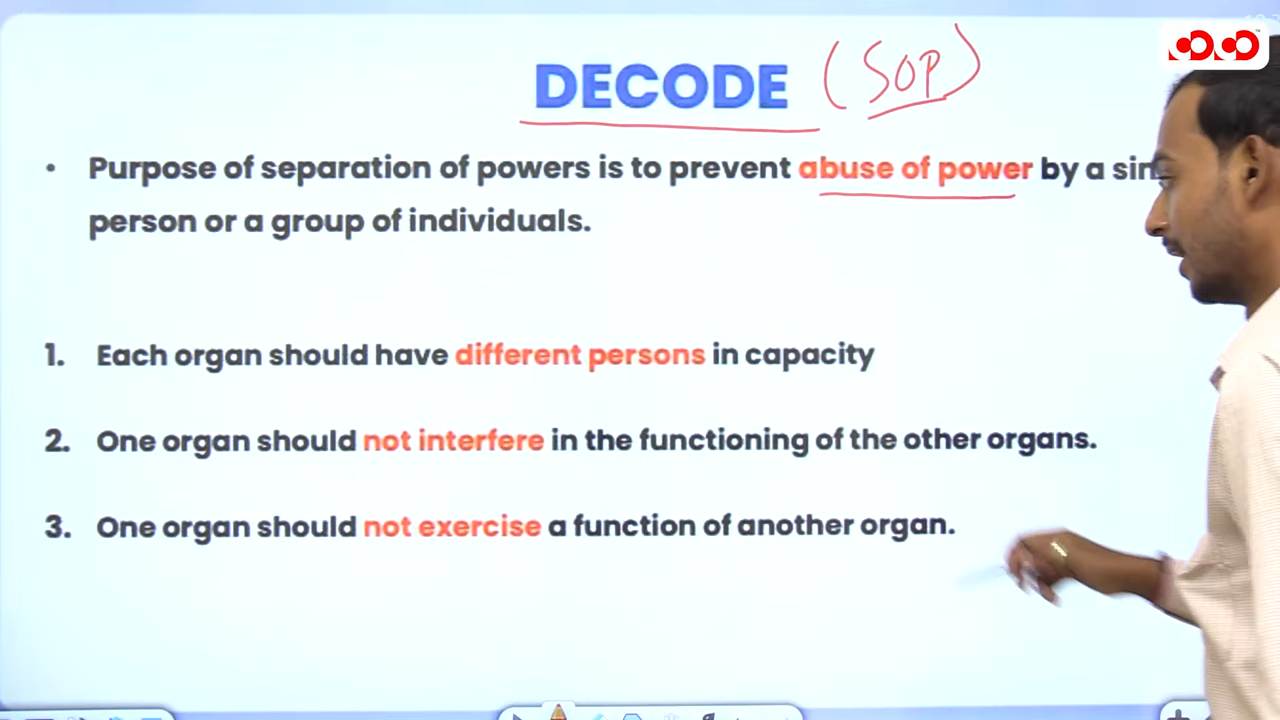 DECODE (SOP)
• Purpose of separation of powers is to prevent abuse of power by a
person or a group of individuals.
1. Each organ should have different persons in capacity
2. One organ should not interfere in the functioning of the other organs.
3. One organ should not exercise a function of another organ.